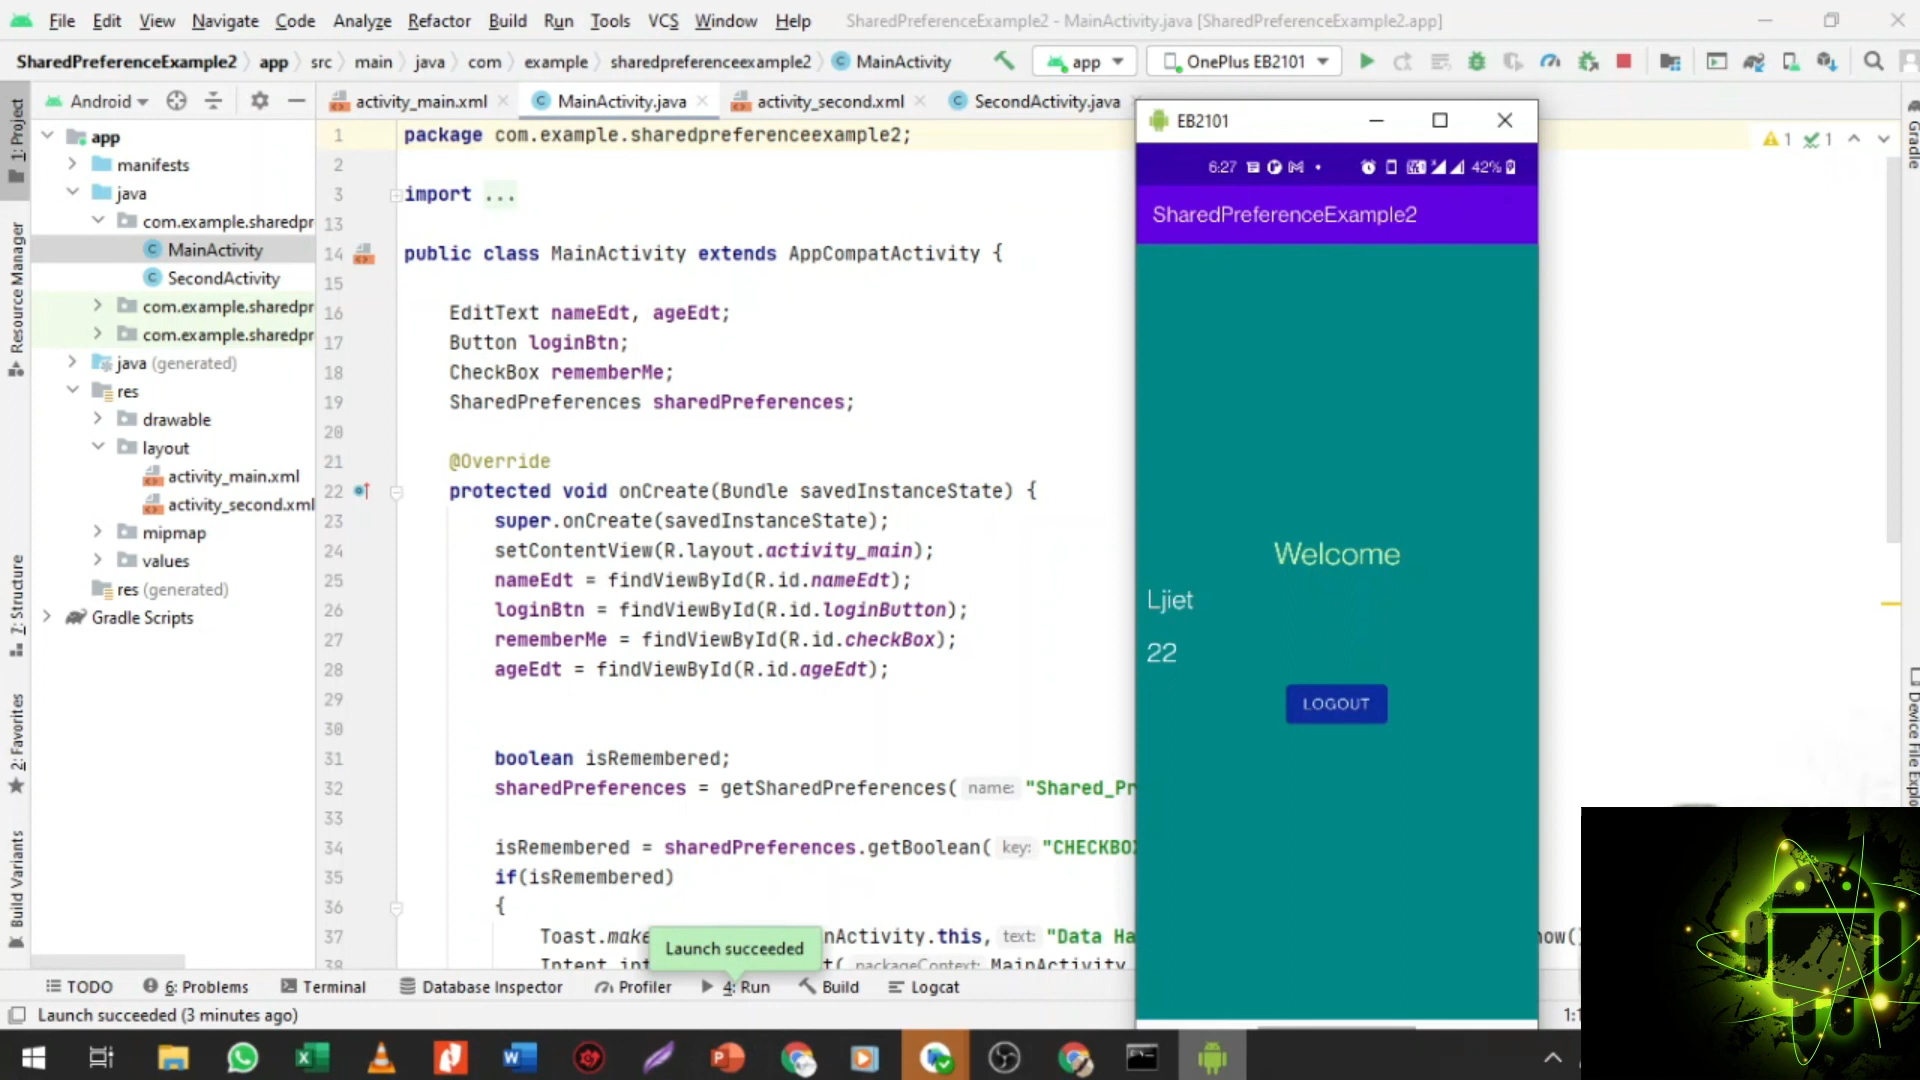 File Edit View Navigate Code Analyze Refactor Build Run Tools VCS Window Help SharedPreferenceExample2 - MainActivity.java [SharedPreferenceExample2.app]
SharedPreferenceExample2 app src main java com example sharedpreferenceexample2 MainActivity app OnePlus EB2101
Android activity_main.xml MainActivity.java activity_second.xml SecondActivity.java
1: Project
Resource Manager
Z: Structure
2: Favorites
Build Variants
app
manifests
java
com.example.sharedpr
MainActivity
SecondActivity
com.example.sharedpr
com.example.sharedpr
java (generated)
res
drawable
layout
activity_main.xml
activity_second.xml
mipmap
values
res (generated)
Gradle Scripts
1 package com.example.sharedpreferenceexample2;
2
3 import ...
13
14 public class MainActivity extends AppCompatActivity {
15
16 EditText nameEdt, ageEdt;
17 Button loginBtn;
18 CheckBox rememberMe;
19 SharedPreferences sharedPreferences;
20
21 @Override
22 protected void onCreate(Bundle savedInstanceState) {
23 super.onCreate(savedInstanceState);
24 setContentView(R.layout.activity_main);
25 nameEdt = findViewById(R.id.nameEdt);
26 loginBtn = findViewById(R.id.loginButton);
27 rememberMe = findViewById(R.id.checkBox);
28 ageEdt = findViewById(R.id.ageEdt);
29
30
31 boolean isRemembered;
32 sharedPreferences = getSharedPreferences( name: "Shared_Pr
33
34 isRemembered = sharedPreferences.getBoolean( key: "CHECKBO
35 if(isRemembered)
36 {
37 Toast.make nActivity.this, text: "Data Ha how()
38 Intent int t( packageContext: MainActivity
Launch succeeded
1 1
Gradle
Device File Explo
EB2101
6:27 42%
SharedPreferenceExample2
Welcome
Ljiet
22
LOGOUT
TODO 6: Problems Terminal Database Inspector Profiler 4: Run Build Logcat
Launch succeeded (3 minutes ago) 1:1